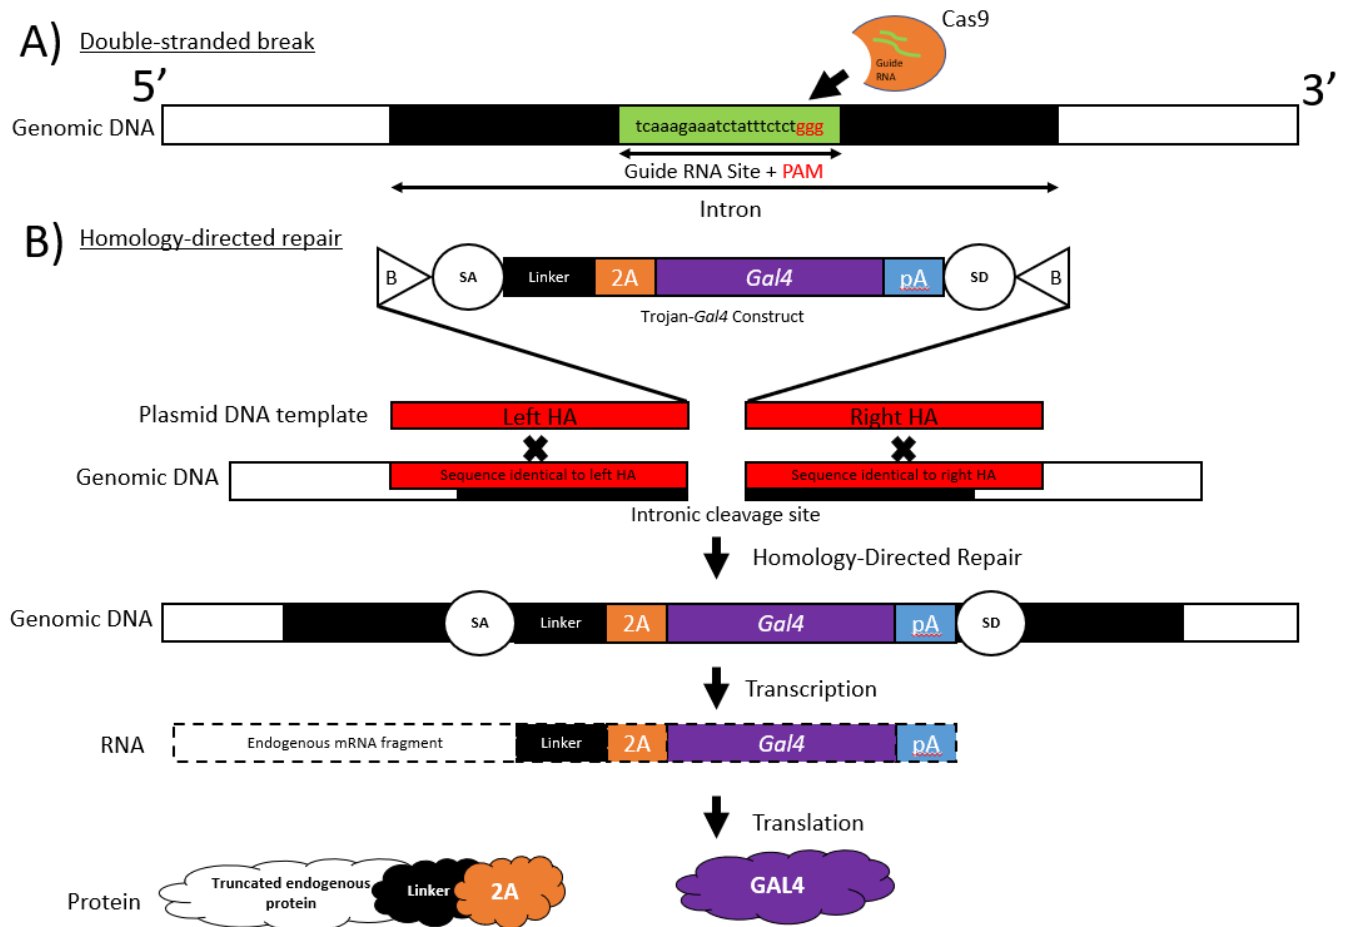 A) Double-stranded break
Cas9
Guide
RNA
5’
3’
Genomic DNA
tcaaagaaatctatttctctggg
Guide RNA Site + PAM
Intron
B) Homology-directed repair
B SA Linker 2A Gal4 pA SD B
Trojan-Gal4 Construct
Plasmid DNA template
Left HA
Right HA
Genomic DNA
Sequence identical to left HA
Sequence identical to right HA
Intronic cleavage site
Homology-Directed Repair
Genomic DNA
SA Linker 2A Gal4 pA SD
Transcription
RNA
Endogenous mRNA fragment Linker 2A Gal4 pA
Translation
Protein
Truncated endogenous
protein
Linker
2A
GAL4